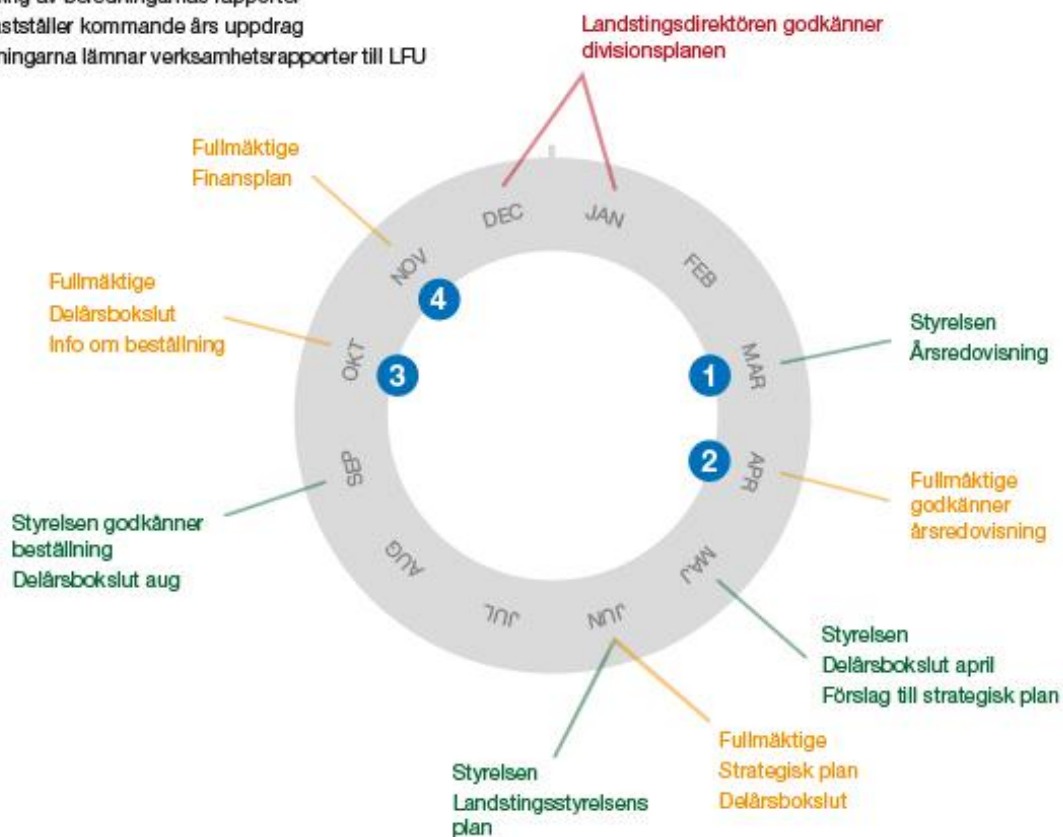 av beredningarnas rapporter
kommande års uppdrag
lämnar verksamhetsrapporter till LFU
Landstingsdirektören godkänner
divisionsplanen
Fullmäktige
Finansplan
DEC
JAN
NOV
FEB
4
Fullmäktige
Delårsbokslut
Info om beställning
OKT
3
1
MAR
Styrelsen
Årsredovisning
2
SEP
APR
Fullmäktige
godkänner
årsredovisning
Styrelsen godkänner
beställning
Delårsbokslut aug
AUG
MAJ
JUL
JUN
Styrelsen
Delårsbokslut april
Förslag till strategisk plan
Fullmäktige
Strategisk plan
Delårsbokslut
Styrelsen
Landstingsstyrelsens
plan